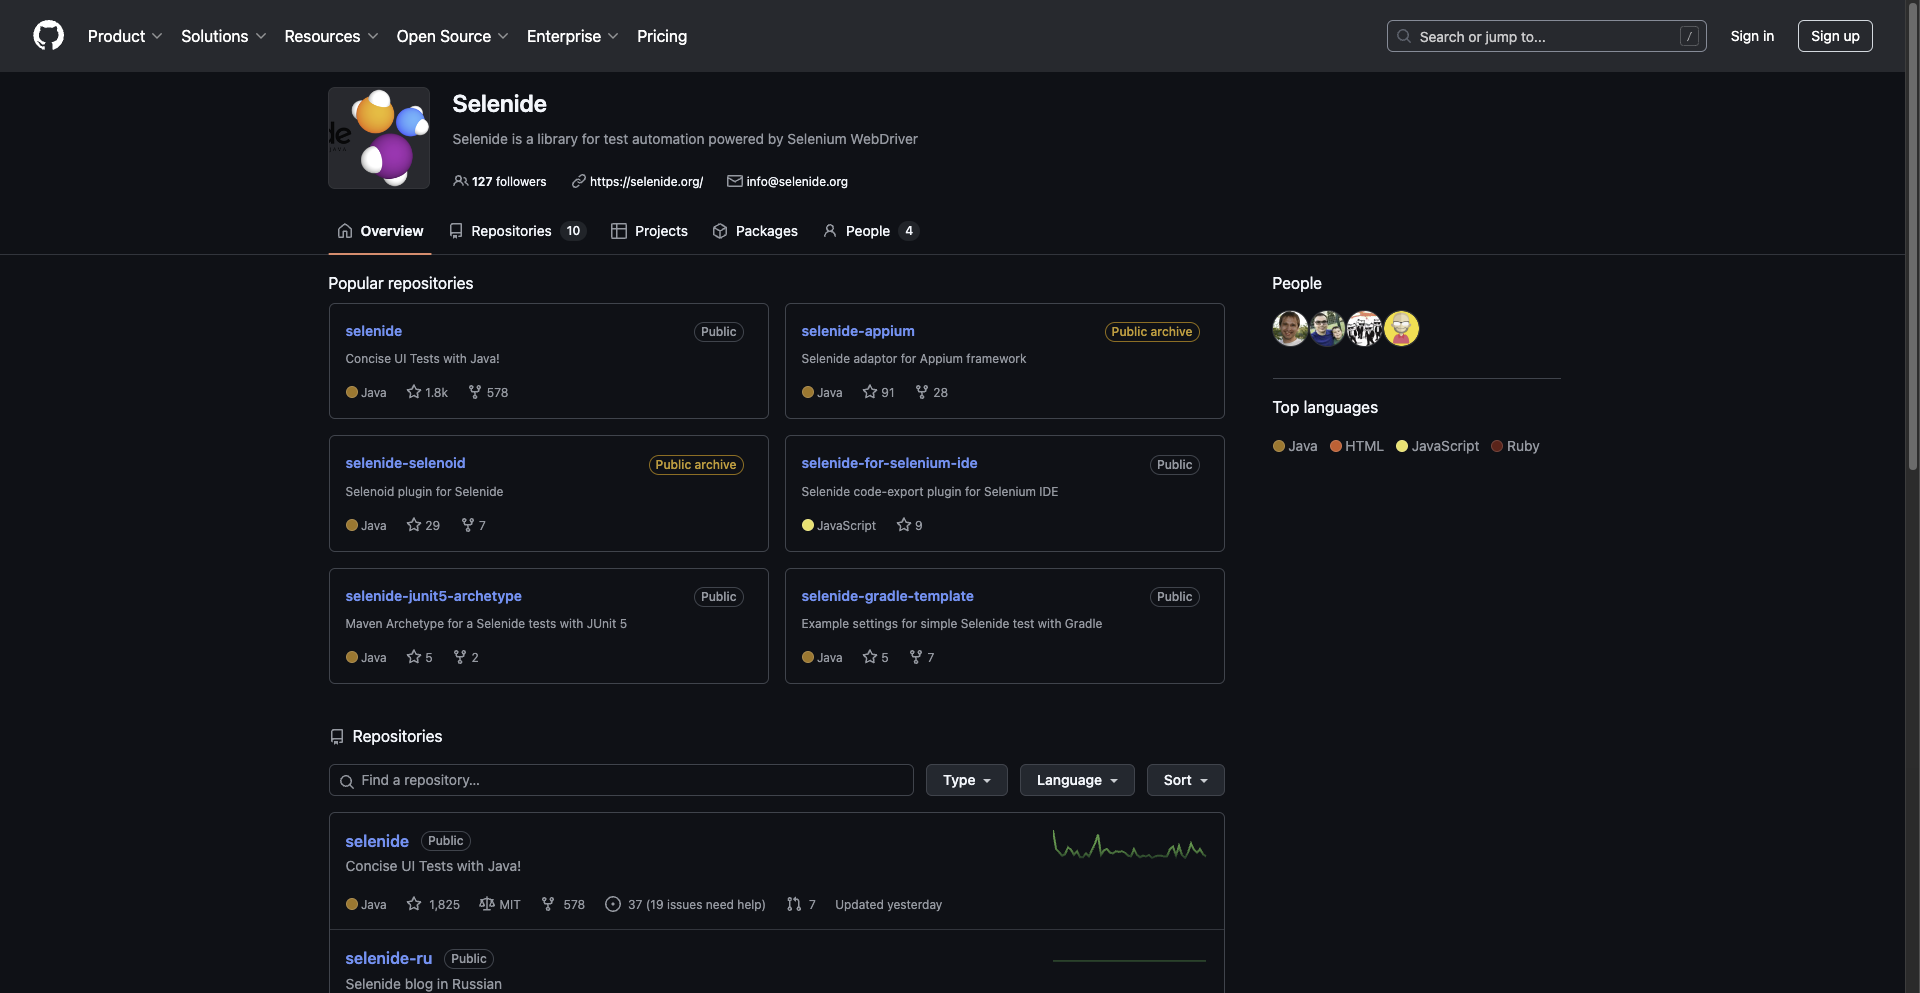 Product Solutions Resources Open Source Enterprise Pricing Search or jump to... / Sign in Sign up
Selenide
Selenide is a library for test automation powered by Selenium WebDriver
127 followers https://selenide.org/ info@selenide.org
Overview Repositories 10 Projects Packages People 4
Popular repositories
selenide Public
Concise UI Tests with Java!
Java 1.8k 578
selenide-appium Public archive
Selenide adaptor for Appium framework
Java 91 28
selenide-selenoid Public archive
Selenoid plugin for Selenide
Java 29 7
selenide-for-selenium-ide Public
Selenide code-export plugin for Selenium IDE
JavaScript 9
selenide-junit5-archetype Public
Maven Archetype for a Selenide tests with JUnit 5
Java 5 2
selenide-gradle-template Public
Example settings for simple Selenide test with Gradle
Java 5 7
People
Top languages
Java HTML JavaScript Ruby
Repositories
Find a repository... Type Language Sort
selenide Public
Concise UI Tests with Java!
Java 1,825 MIT 578 37 (19 issues need help) 7 Updated yesterday
selenide-ru Public
Selenide blog in Russian